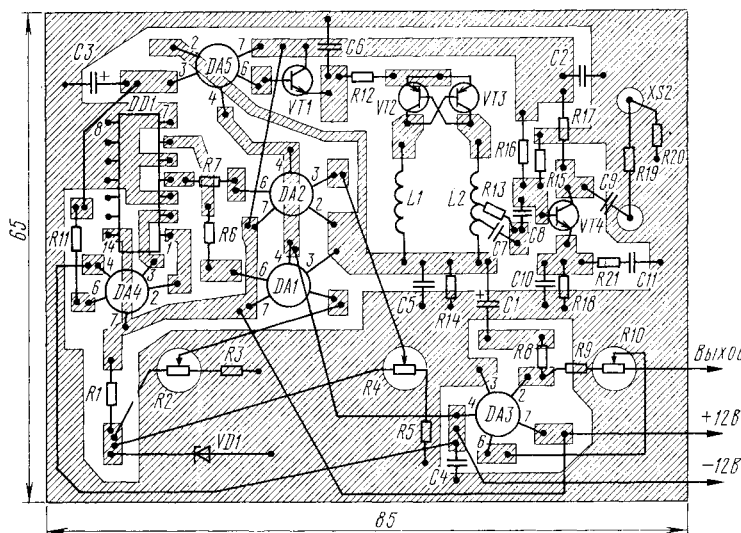 C3
2
7
DA5
3
6
4
VT1
C6
R12
VT2
VT3
C2
R17
XS2
R16
R15
R19
R20
DD1
8
14
1
R7
6
4
3
DA2
7
2
R6
6
4
3
DA1
7
L1
L2
R13
C7
C8
VT4
C9
R11
4
3
6
DA4
2
7
C5
R14
C1
C10
R18
R21
C11
R1
R2
R3
R4
R5
VD1
R8
R9
R10
3
2
4
DA3
7
6
C4
Выход
+12В
−12В
65
85